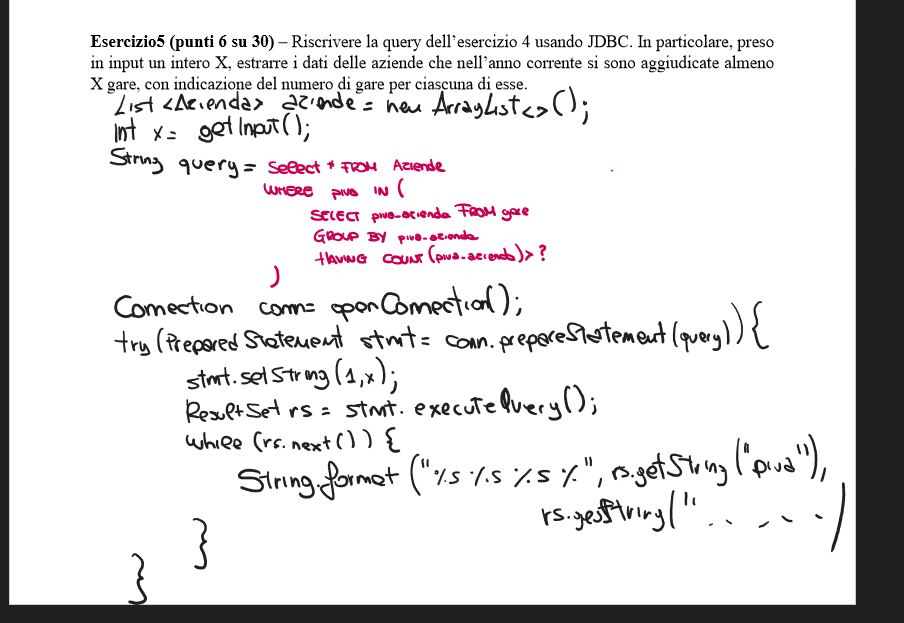 Esercizio5 (punti 6 su 30) – Riscrivere la query dell'esercizio 4 usando JDBC. In particolare, preso
in input un intero X, estrarre i dati delle aziende che nell'anno corrente si sono aggiudicate almeno
X gare, con indicazione del numero di gare per ciascuna di esse.
List <Azienda> aziende = new ArrayList<>();
int x = getInput();
String query = Select * FROM Aziende
WHERE piva IN (
SELECT piva-azienda FROM gare
GROUP BY piva-azienda
HAVING COUNT (piva-azienda) > ?
)
Connection conn = openConnection();
try (PreparedStatement stmt = conn.prepareStatement (query)) {
stmt.setString (1,x);
ResultSet rs = stmt. executeQuery();
while (rs.next()) {
String.format ("%s %s %s %", rs.getString ("piva"),
rs.getString (" . . . . . )
}
}